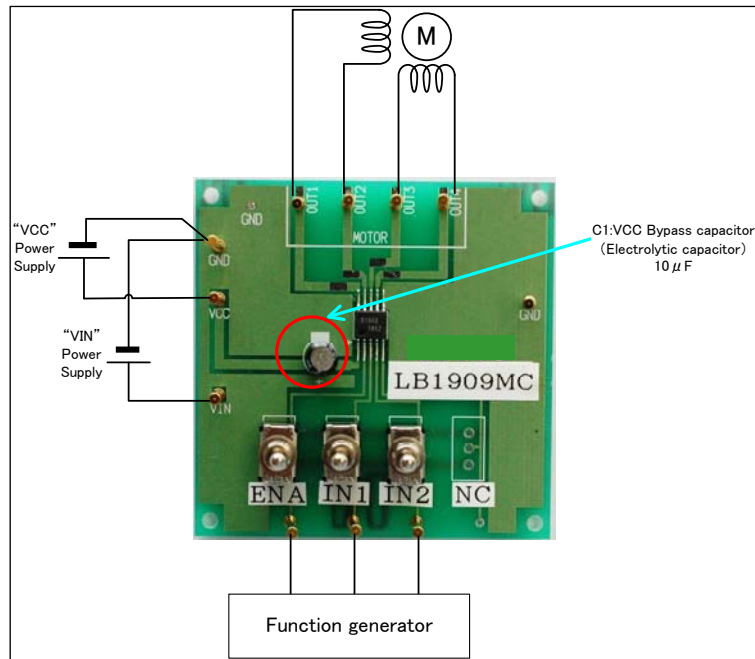 M
OUT1
OUT2
OUT3
MOTOR
GND
“VCC”
Power
Supply
GND
VCC
“VIN”
Power
Supply
VIN
C1:VCC Bypass capacitor
(Electrolytic capacitor)
10μF
GND
+
LB1909MC
ENA
IN1
IN2
NC
Function generator